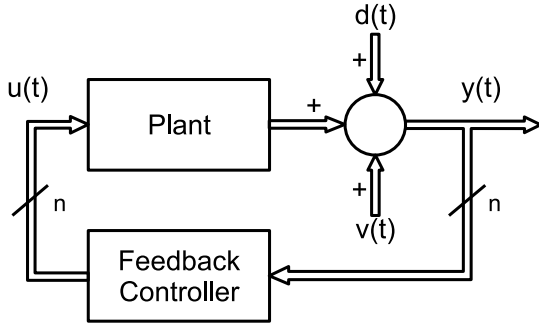 d(t)
+
u(t)
Plant
+
y(t)
n
+
n
v(t)
Feedback
Controller